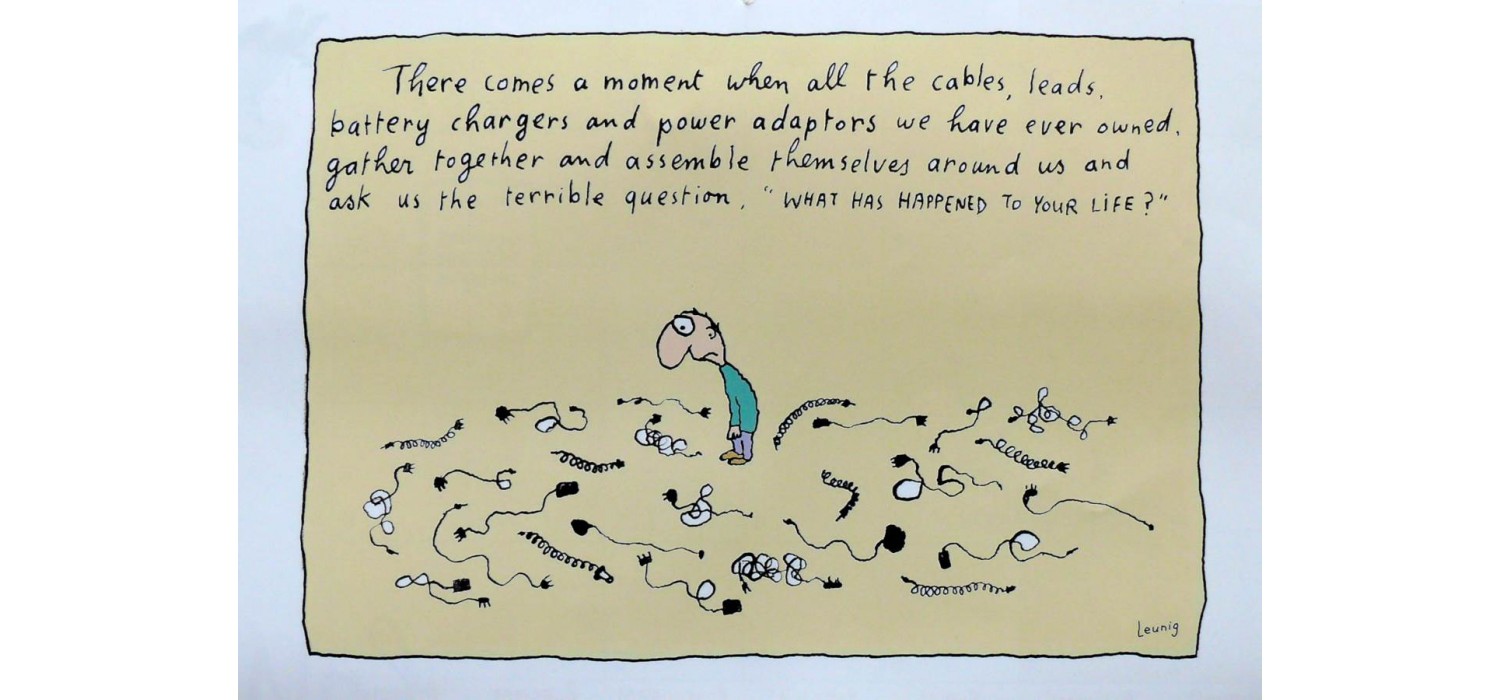 There comes a moment when all the cables, leads,
battery chargers and power adaptors we have ever owned,
gather together and assemble themselves around us and
ask us the terrible question, "WHAT HAS HAPPENED TO YOUR LIFE?"
Leunig